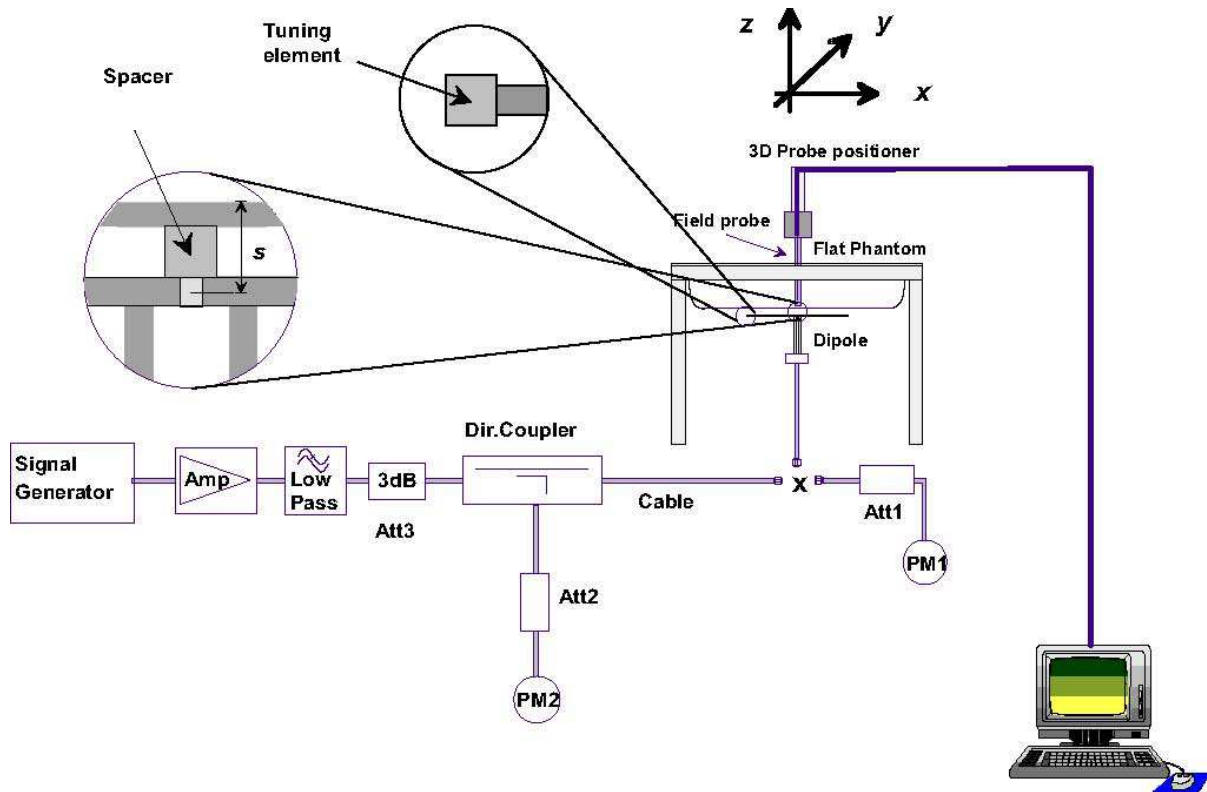 Tuning
element
z
y
x
Spacer
3D Probe positioner
Field probe
Flat Phantom
s
Dipole
Dir.Coupler
Signal
Generator
Amp
Low
Pass
3dB
Att3
Cable
x
Att1
PM1
Att2
PM2